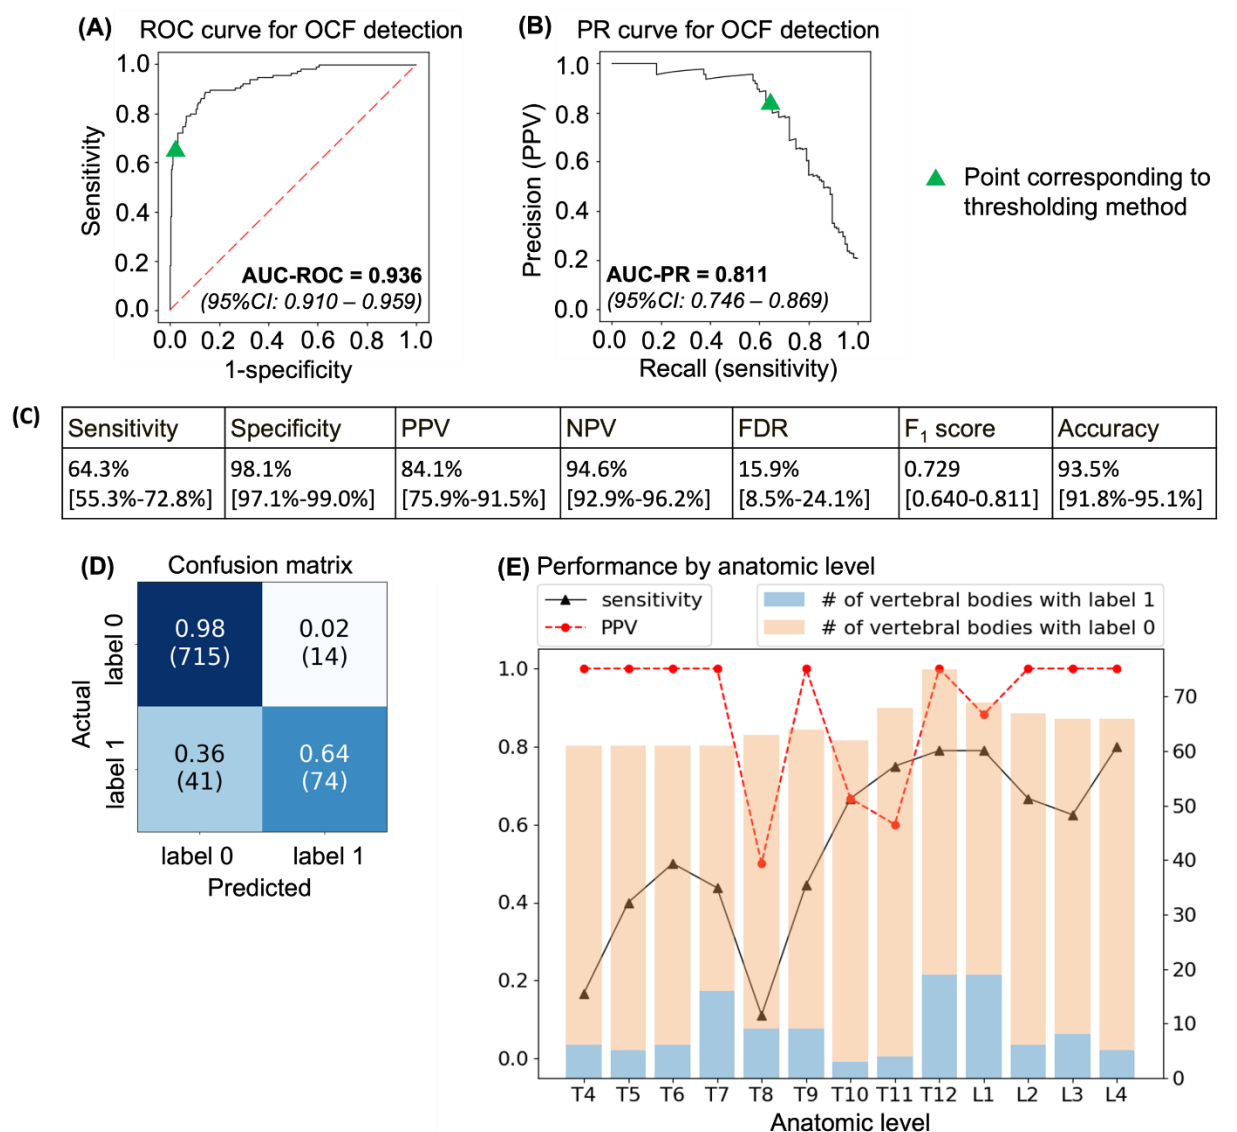 (A) ROC curve for OCF detection
1.0
0.8
0.6
0.4
0.2
0.0
Sensitivity
AUC-ROC = 0.936
(95%CI: 0.910 – 0.959)
0.0 0.2 0.4 0.6 0.8 1.0
1-specificity
(B) PR curve for OCF detection
1.0
0.8
0.6
0.4
0.2
0.0
Precision (PPV)
AUC-PR = 0.811
(95%CI: 0.746 – 0.869)
0.0 0.2 0.4 0.6 0.8 1.0
Recall (sensitivity)
Point corresponding to
thresholding method
(C)
Sensitivity Specificity PPV NPV FDR F1 score Accuracy
64.3% 98.1% 84.1% 94.6% 15.9% 0.729 93.5%
[55.3%-72.8%] [97.1%-99.0%] [75.9%-91.5%] [92.9%-96.2%] [8.5%-24.1%] [0.640-0.811] [91.8%-95.1%]
(D) Confusion matrix
Actual
label 0
label 1
0.98 0.02
(715) (14)
0.36 0.64
(41) (74)
label 0 label 1
Predicted
(E) Performance by anatomic level
sensitivity
PPV
# of vertebral bodies with label 1
# of vertebral bodies with label 0
1.0
0.8
0.6
0.4
0.2
0.0
70
60
50
40
30
20
10
0
T4 T5 T6 T7 T8 T9 T10 T11 T12 L1 L2 L3 L4
Anatomic level